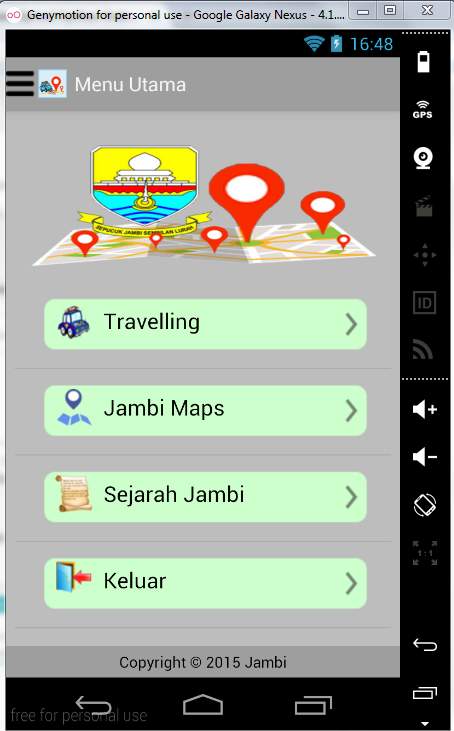 Genymotion for personal use - Google Galaxy Nexus - 4.1....
16:48
Menu Utama
SEPUCUK JAMBI SEMBILAN LURAH
Travelling
Jambi Maps
Sejarah Jambi
Keluar
Copyright © 2015 Jambi
free for personal use
GPS
ID
1:1